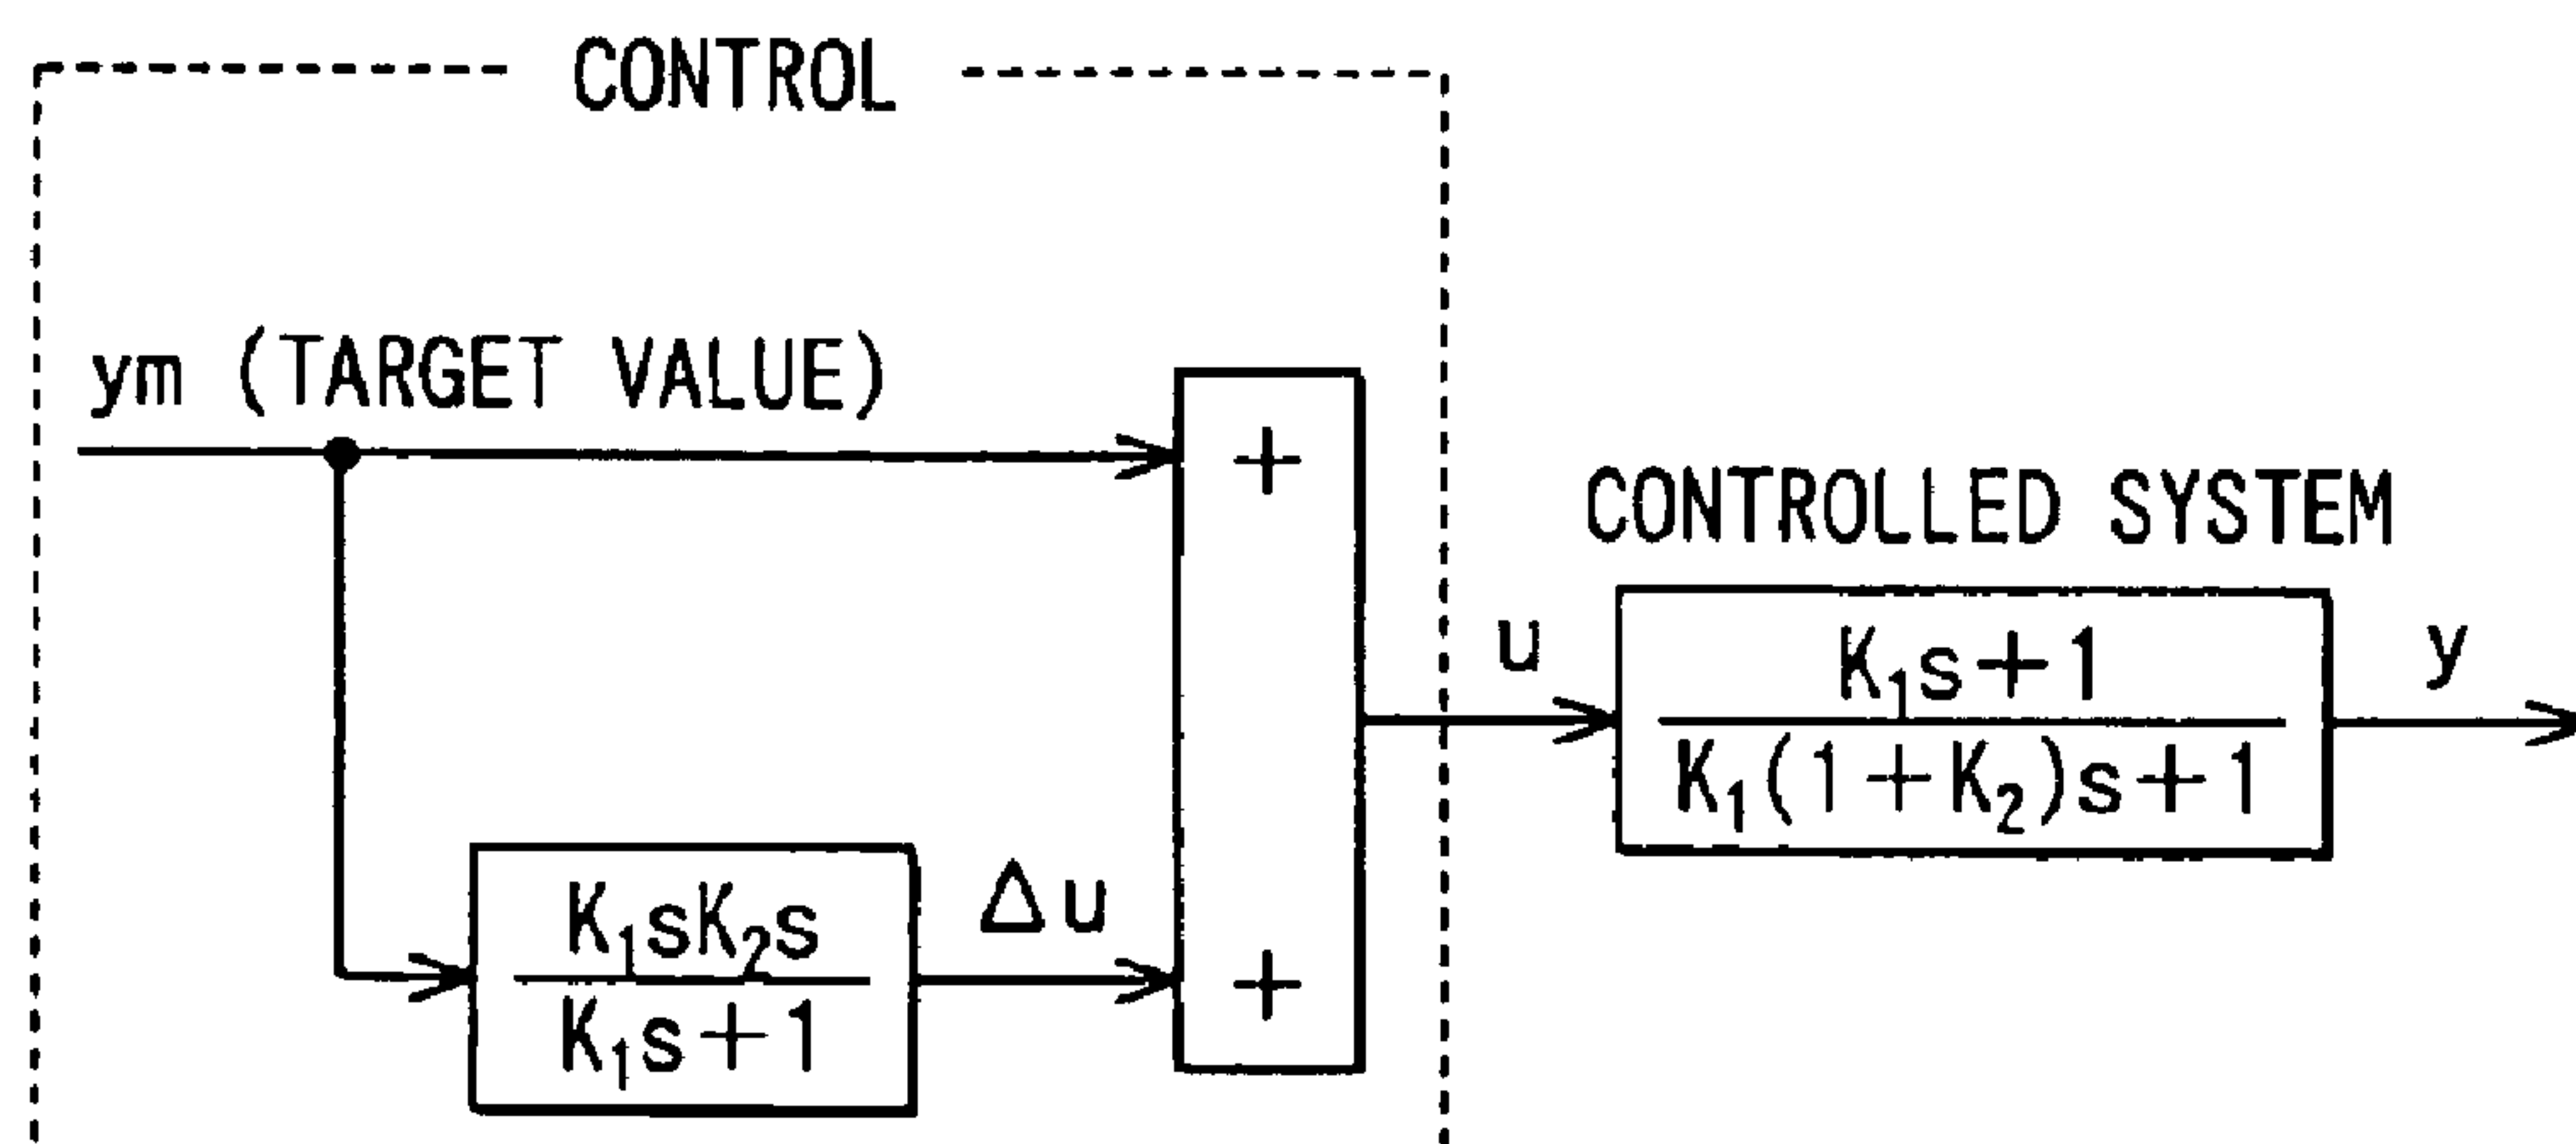 CONTROL
ym (TARGET VALUE)
+
CONTROLLED SYSTEM
u
K₁s+1
K₁(1+K₂)s+1
y
K₁sK₂s
K₁s+1
Δu
+